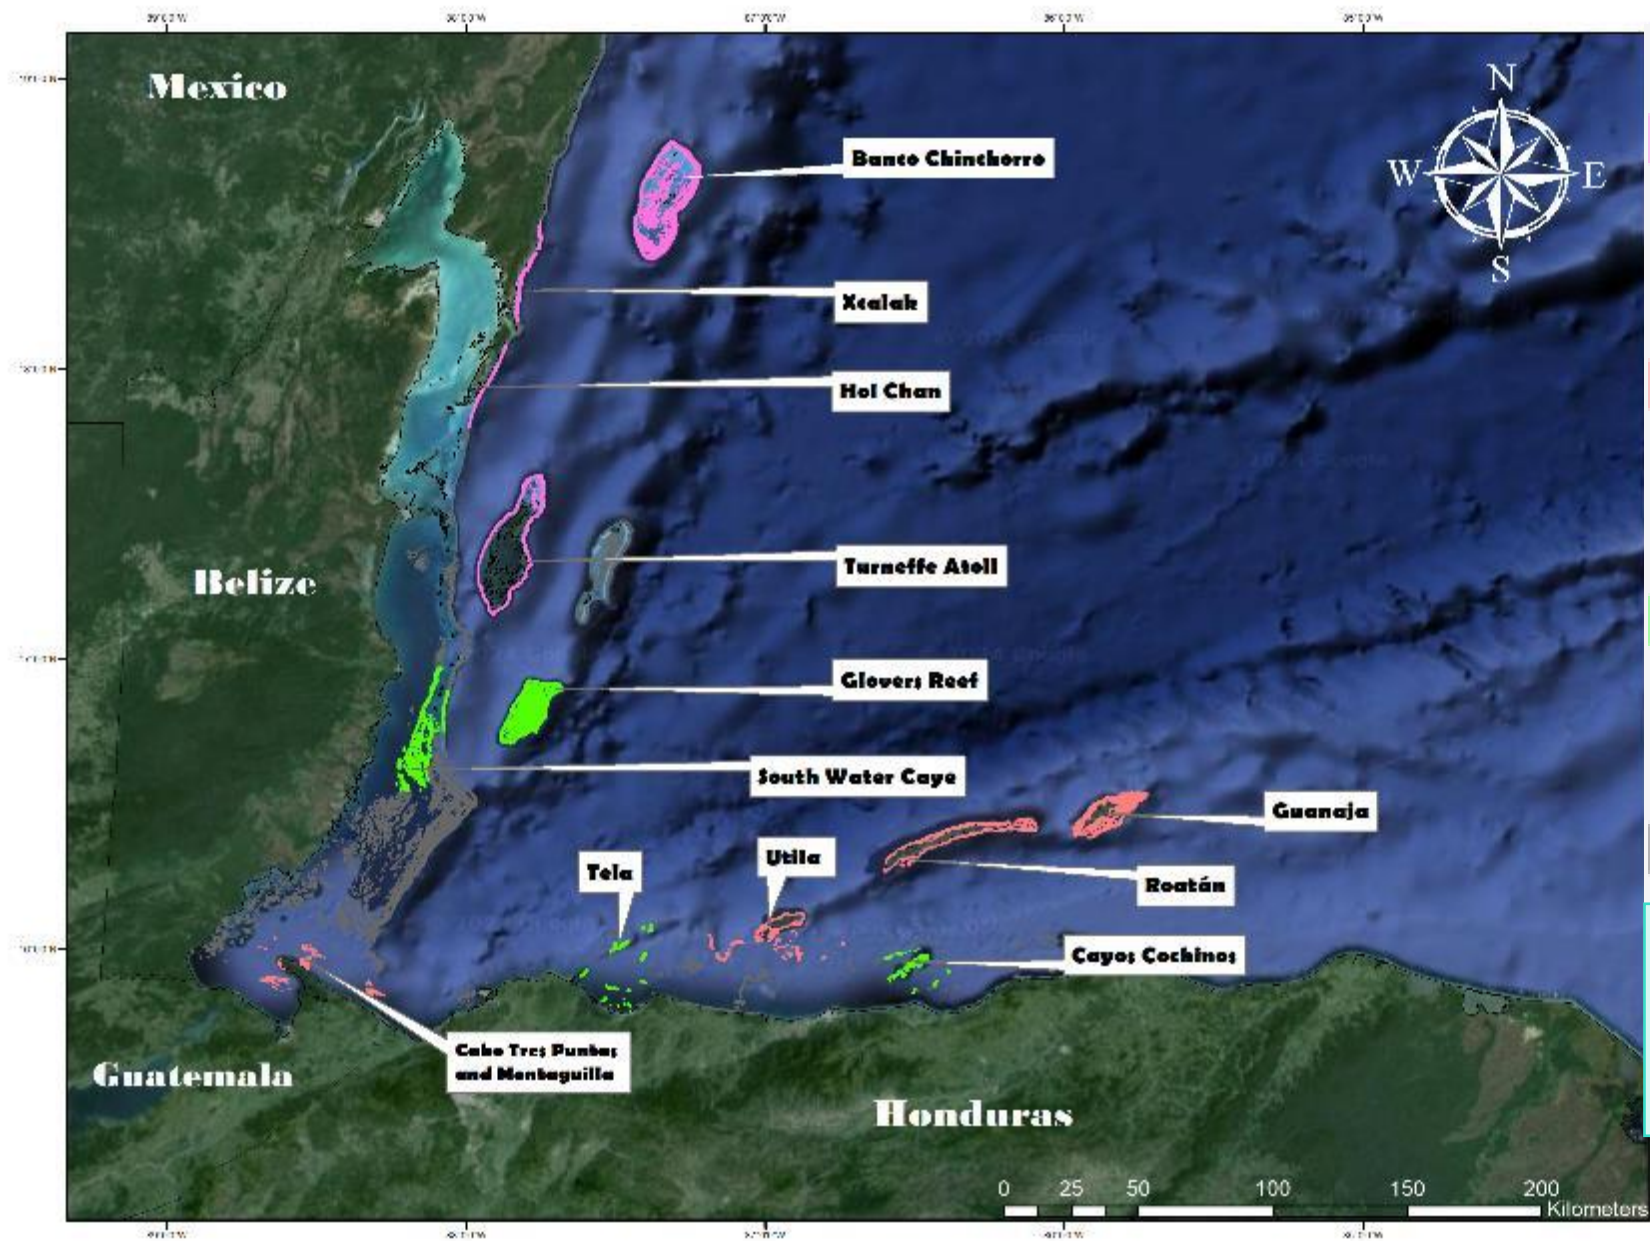 Mexico
N
Banco Chinchorro
W
E
S
Xcalak
Hol Chan
Belize
Turneffe Atoll
Glovers Reef
South Water Caye
Guanaja
Utila
Tela
Roatán
Cayos Cochinos
Cabo Tres Puntas
and Montaguilla
Guatemala
Honduras
0 25 50 100 150 200
Kilometers